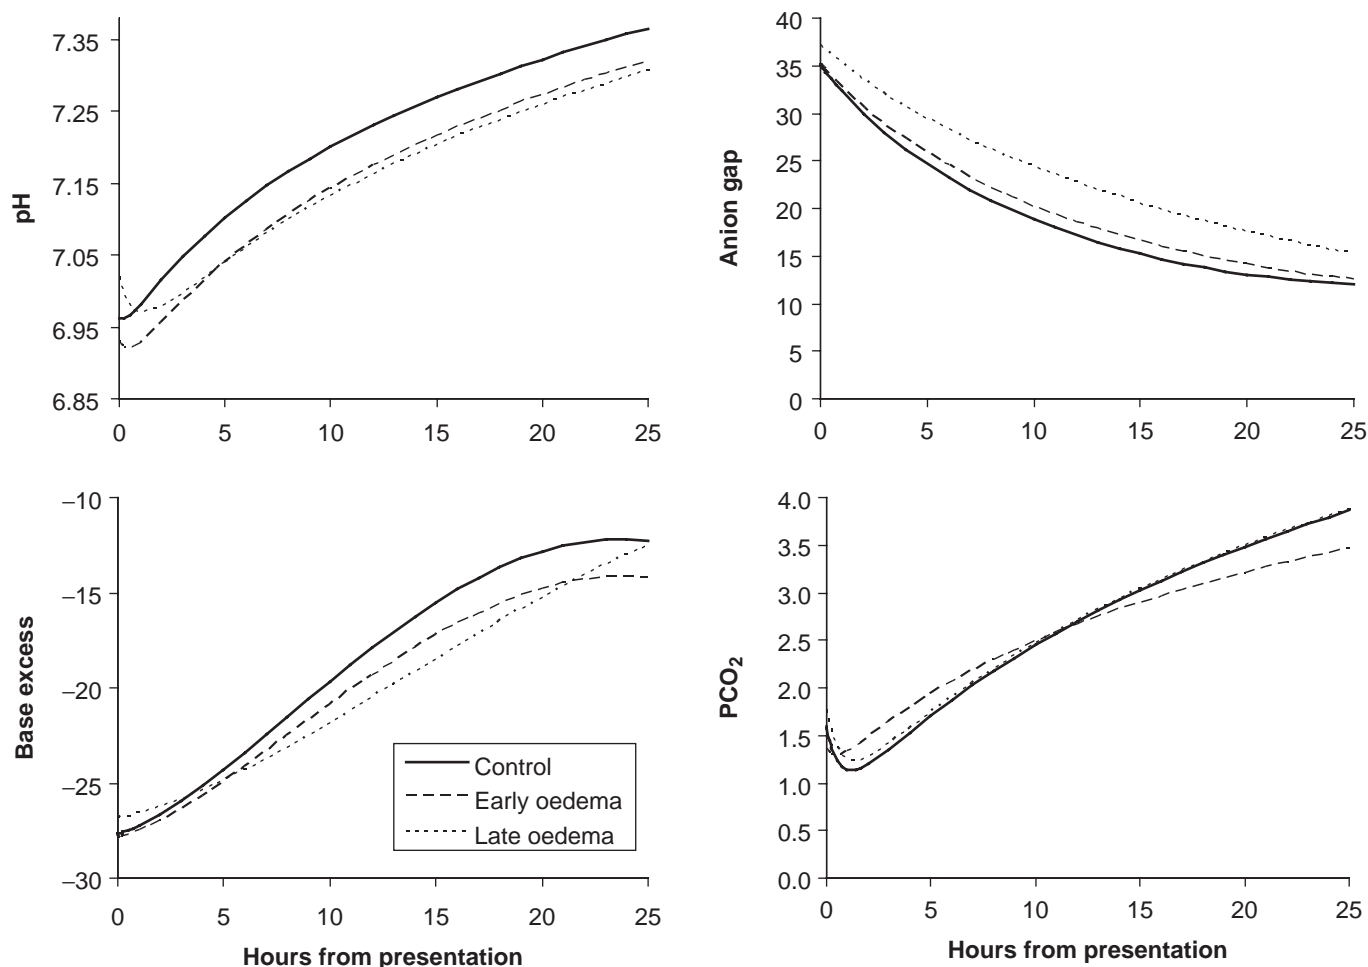 pH
7.35
7.25
7.15
7.05
6.95
6.85
0 5 10 15 20 25
Anion gap
40
35
30
25
20
15
10
5
0
0 5 10 15 20 25
Base excess
–10
–15
–20
–25
–30
Control
Early oedema
Late oedema
0 5 10 15 20 25
Hours from presentation
PCO₂
4.0
3.5
3.0
2.5
2.0
1.5
1.0
0.5
0.0
0 5 10 15 20 25
Hours from presentation